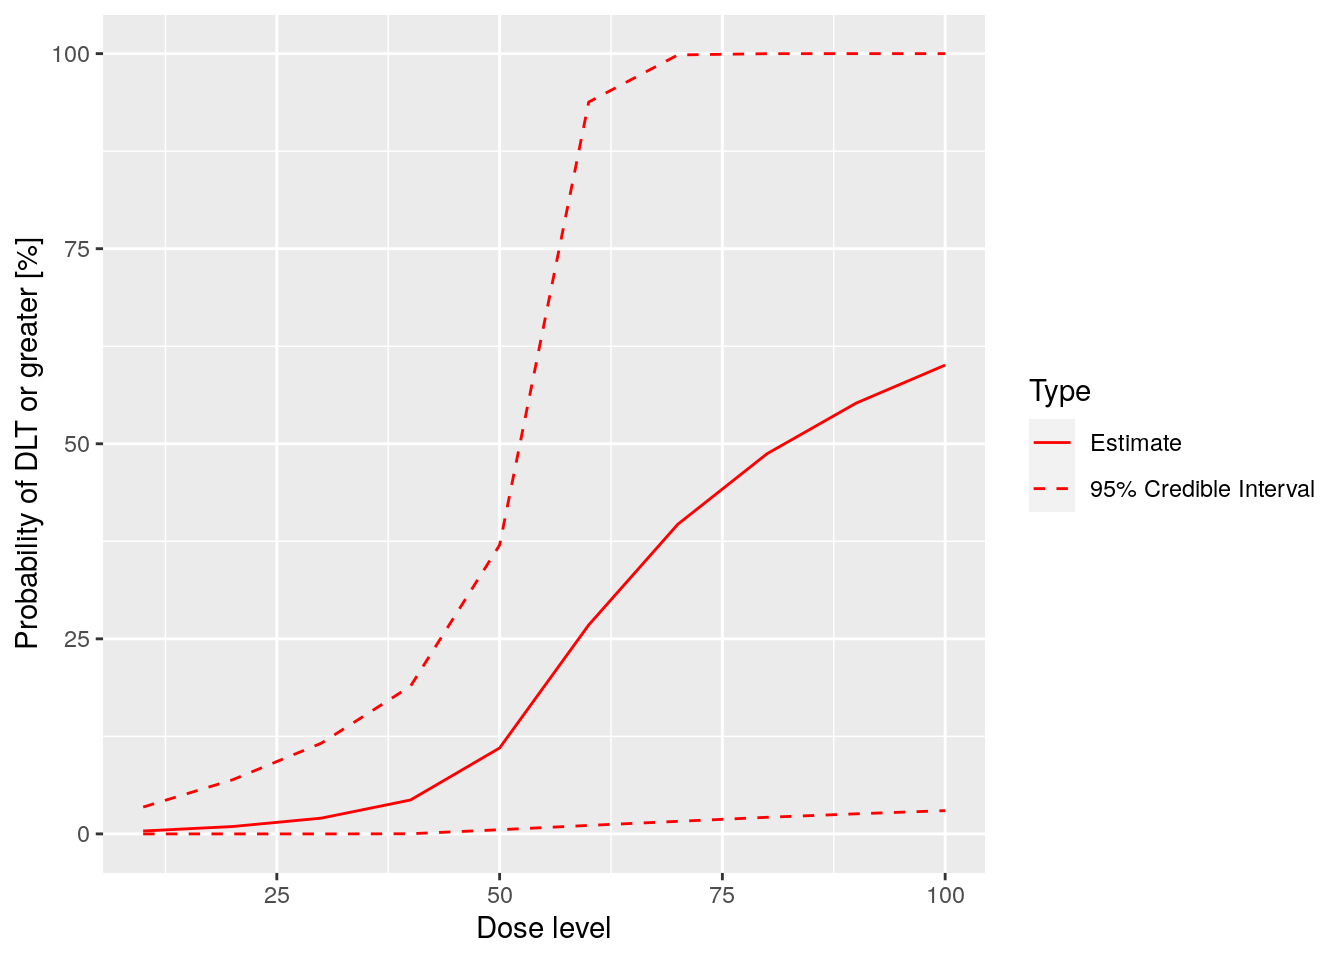 Probability of DLT or greater [%]
100
75
50
25
0
25 50 75 100
Dose level
Type
Estimate
95% Credible Interval